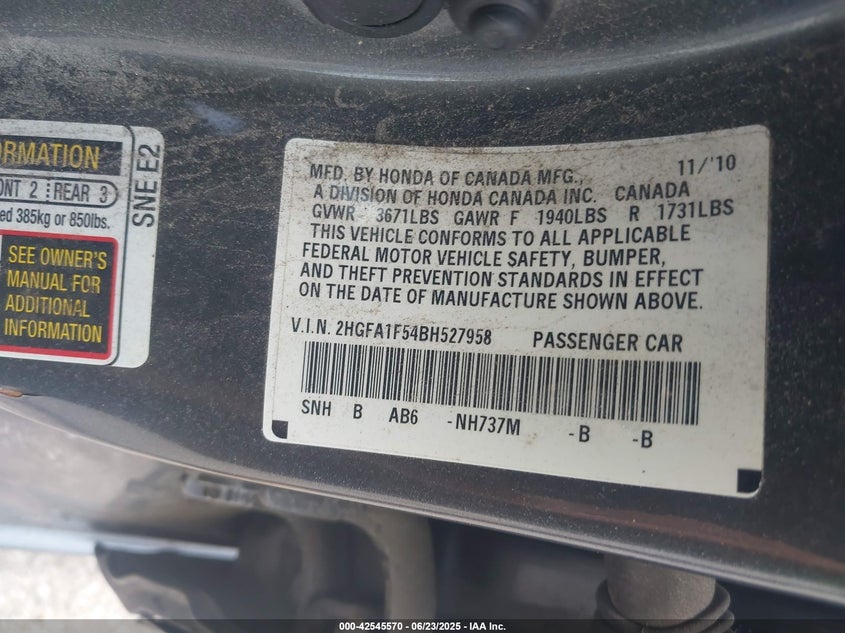 ORMATION
ONT 2 REAR 3
ed 385kg or 850lbs.
SEE OWNER'S
MANUAL FOR
ADDITIONAL
INFORMATION
SNE E2
MFD. BY HONDA OF CANADA MFG., 11/'10
A DIVISION OF HONDA CANADA INC. CANADA
GVWR 3671LBS GAWR F 1940LBS R 1731LBS
THIS VEHICLE CONFORMS TO ALL APPLICABLE
FEDERAL MOTOR VEHICLE SAFETY, BUMPER,
AND THEFT PREVENTION STANDARDS IN EFFECT
ON THE DATE OF MANUFACTURE SHOWN ABOVE.
V.I.N. 2HGFA1F54BH527958 PASSENGER CAR
SNH B AB6 -NH737M -B -B
000-42545570 - 06/23/2025 - IAA Inc.